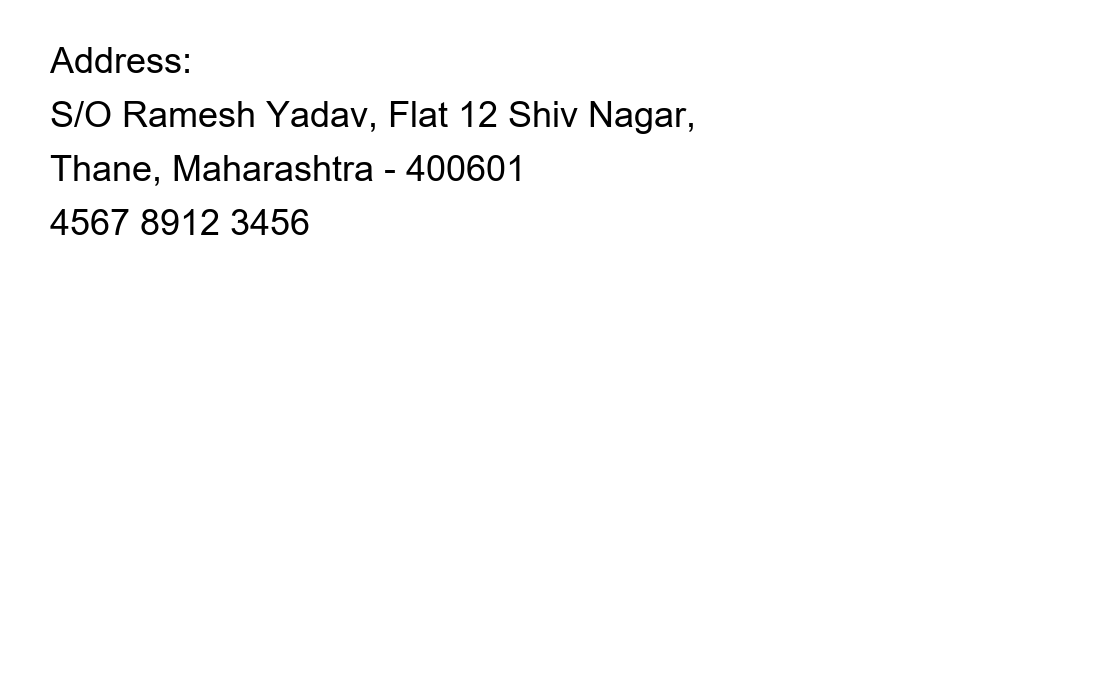 Address:
S/O Ramesh Yadav, Flat 12 Shiv Nagar,
Thane, Maharashtra - 400601
4567 8912 3456